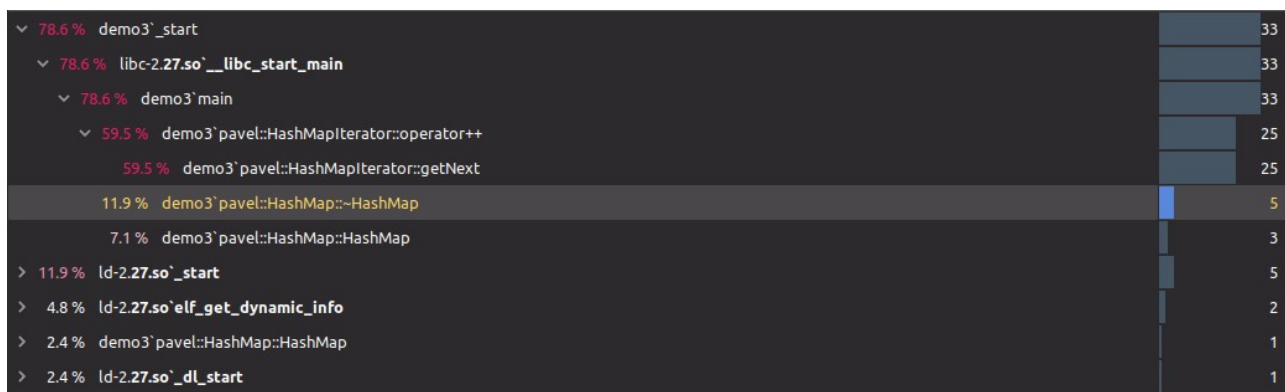 78.6 % demo3`_start 33
78.6 % libc-2.27.so`__libc_start_main 33
78.6 % demo3`main 33
59.5 % demo3`pavel::HashMapIterator::operator++ 25
59.5 % demo3`pavel::HashMapIterator::getNext 25
11.9 % demo3`pavel::HashMap::~HashMap 5
7.1 % demo3`pavel::HashMap::HashMap 3
11.9 % ld-2.27.so`_start 5
4.8 % ld-2.27.so`elf_get_dynamic_info 2
2.4 % demo3`pavel::HashMap::HashMap 1
2.4 % ld-2.27.so`_dl_start 1